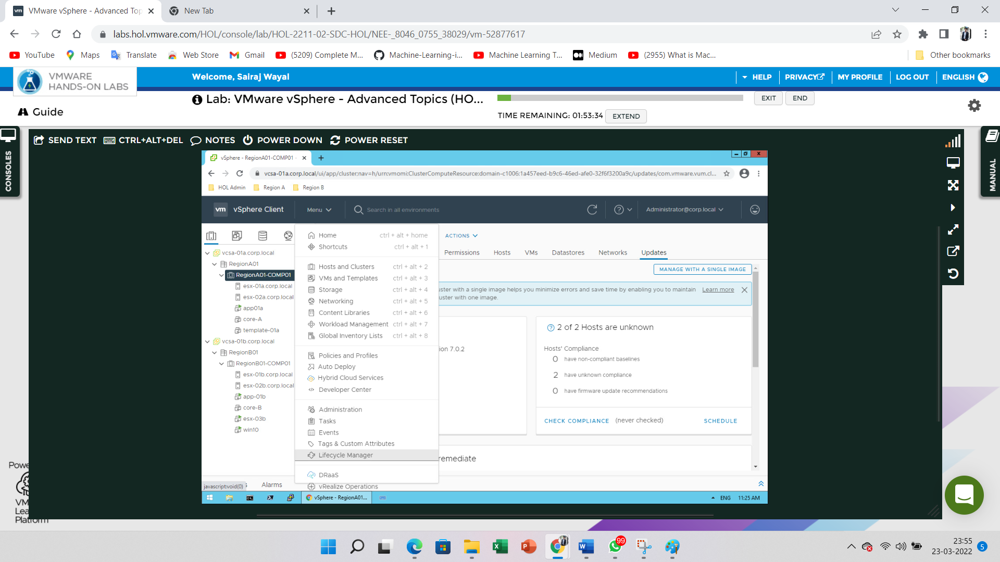 VMware vSphere - Advanced Top
New Tab
labs.hol.vmware.com/HOL/console/lab/HOL-2211-02-SDC-HOL/NEE-_8046_0755_38029/vm-52877617
YouTube
Maps
Translate
Web Store
Gmail
(5209) Complete M...
Machine-Learning-i...
Machine Learning T...
Medium
(2955) What is Mac...
Other bookmarks
VMWARE
HANDS-ON LABS
Welcome, Sairaj Wayal
HELP
PRIVACY
MY PROFILE
LOG OUT
ENGLISH
Guide
Lab: VMware vSphere - Advanced Topics (HO...
EXIT
END
TIME REMAINING: 01:53:34
EXTEND
CONSOLES
MANUAL
SEND TEXT
CTRL+ALT+DEL
NOTES
POWER DOWN
POWER RESET
vSphere - RegionA01-COMP01 -
vcsa-01a.corp.local/ui/app/cluster;nav=h/urn:vmomi:ClusterComputeResource:domain-c1006:1a457eed-b9c6-46ed-afe0-32f6f3200a9c/updates/com.vmware.vum.cl...
HOL Admin
Region A
Region B
vm
vSphere Client
Menu
Search in all environments
Administrator@corp.local
vcsa-01a.corp.local
RegionA01
RegionA01-COMP01
esx-01a.corp.local
esx-02a.corp.local
app01a
core-A
template-01a
vcsa-01b.corp.local
RegionB01
RegionB01-COMP01
esx-01b.corp.local
esx-02b.corp.local
app-01b
core-B
esx-03b
win10
Home ctrl + alt + home
Shortcuts ctrl + alt + 1
Hosts and Clusters ctrl + alt + 2
VMs and Templates ctrl + alt + 3
Storage ctrl + alt + 4
Networking ctrl + alt + 5
Content Libraries ctrl + alt + 6
Workload Management ctrl + alt + 7
Global Inventory Lists ctrl + alt + 8
Policies and Profiles
Auto Deploy
Hybrid Cloud Services
Developer Center
Administration
Tasks
Events
Tags & Custom Attributes
Lifecycle Manager
DRaaS
vRealize Operations
ACTIONS
Permissions
Hosts
VMs
Datastores
Networks
Updates
MANAGE WITH A SINGLE IMAGE
uster with a single image helps you minimize errors and save time by enabling you to maintain
Learn more
uster with one image.
ion 7.0.2
2 of 2 Hosts are unknown
Hosts' Compliance
0 have non-compliant baselines
2 have unknown compliance
0 have firmware update recommendations
CHECK COMPLIANCE (never checked)
SCHEDULE
remediate
javascript:void(0)
Alarms
vSphere - RegionA01...
ENG
11:25 AM
Powe
VM
Lea
Platform
99
23:55
23-03-2022
5